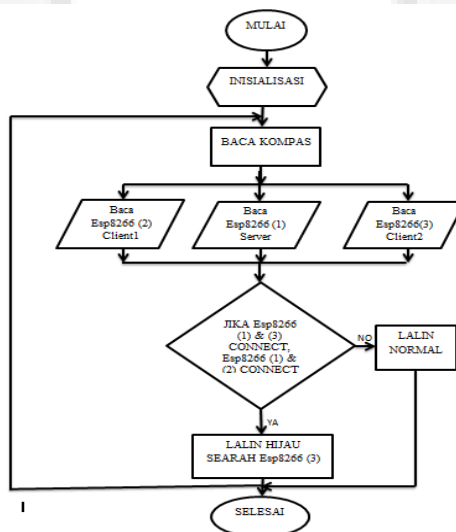 MULAI
INISIALISASI
BACA KOMPAS
Baca
Esp8266 (2)
Client1
Baca
Esp8266 (1)
Server
Baca
Esp8266(3)
Client2
JIKA Esp8266
(1) & (3)
CONNECT,
Esp8266 (1) &
(2) CONNECT
NO
LALIN
NORMAL
YA
LALIN HIJAU
SEARAH Esp8266 (3)
SELESAI